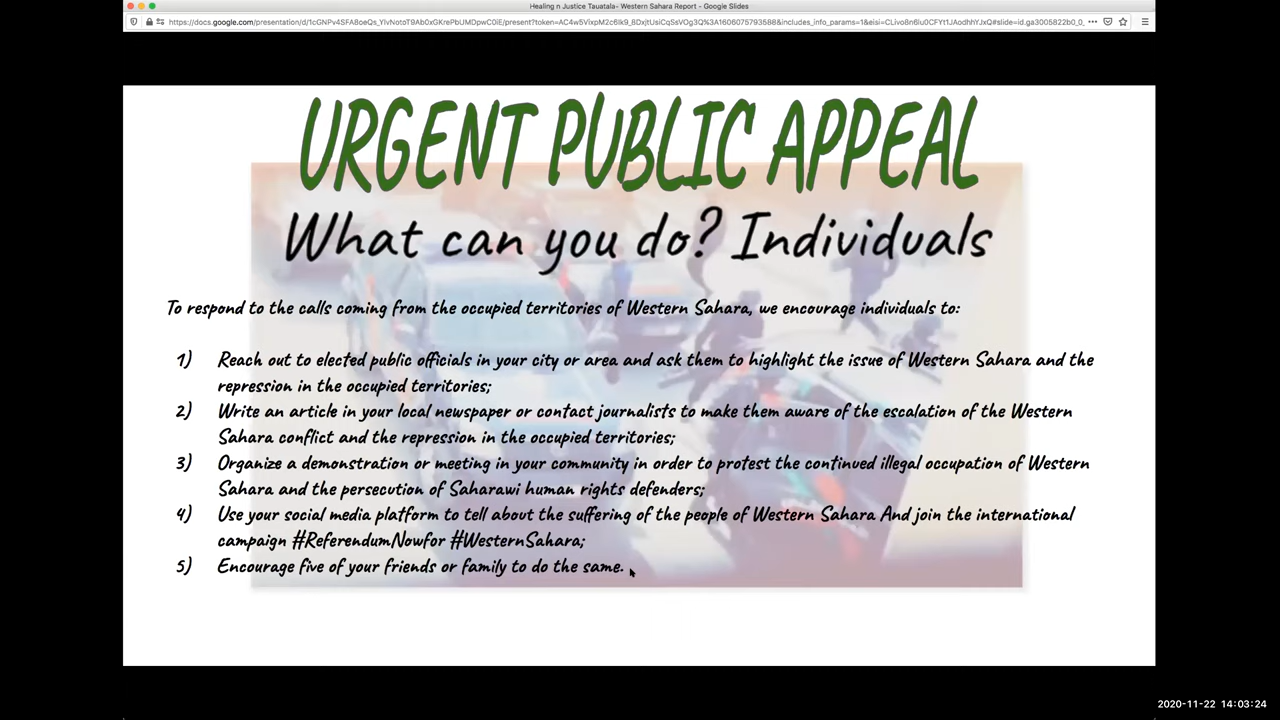 Healing n Justice Tauatala- Western Sahara Report - Google Slides
URGENT PUBLIC APPEAL
What can you do? Individuals
To respond to the calls coming from the occupied territories of Western Sahara, we encourage individuals to:
1) Reach out to elected public officials in your city or area and ask them to highlight the issue of Western Sahara and the
repression in the occupied territories;
2) Write an article in your local newspaper or contact journalists to make them aware of the escalation of the Western
Sahara conflict and the repression in the occupied territories;
3) Organize a demonstration or meeting in your community in order to protest the continued illegal occupation of Western
Sahara and the persecution of Saharawi human rights defenders;
4) Use your social media platform to tell about the suffering of the people of Western Sahara And join the international
campaign #ReferendumNowfor #WesternSahara;
5) Encourage five of your friends or family to do the same.
2020-11-22 14:03:24